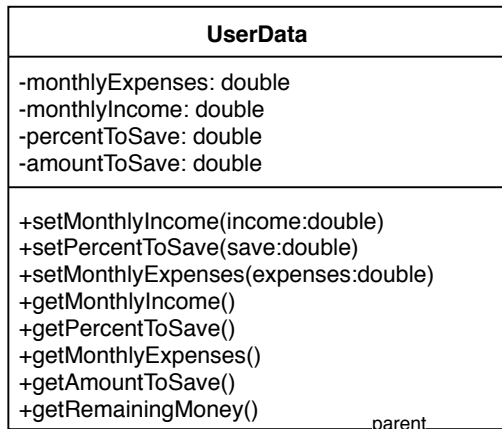 UserData
-monthlyExpenses: double
-monthlyIncome: double
-percentToSave: double
-amountToSave: double
+setMonthlyIncome(income:double)
+setPercentToSave(save:double)
+setMonthlyExpenses(expenses:double)
+getMonthlyIncome()
+getPercentToSave()
+getMonthlyExpenses()
+getAmountToSave()
+getRemainingMoney()
parent